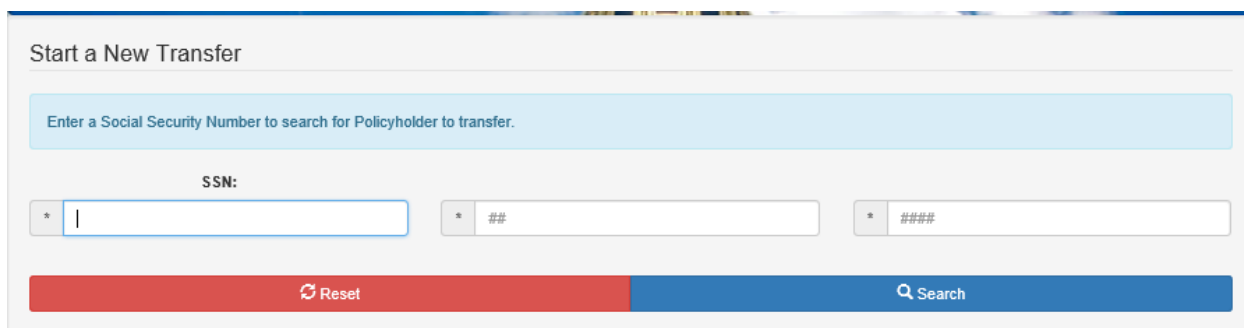 Start a New Transfer
Enter a Social Security Number to search for Policyholder to transfer.
SSN:
* * ## * ####
Reset Search